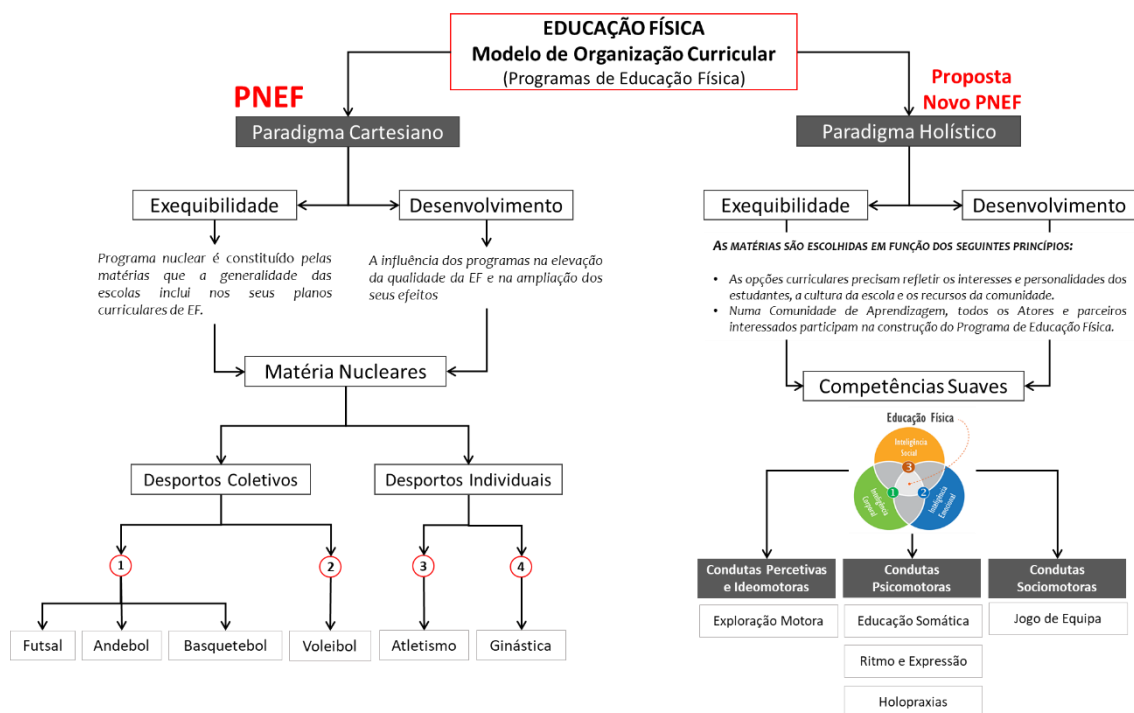 EDUCAÇÃO FÍSICA
Modelo de Organização Curricular
(Programas de Educação Física)
PNEF
Paradigma Cartesiano
Exequibilidade
Desenvolvimento
Programa nuclear é constituído pelas
matérias que a generalidade das
escolas inclui nos seus planos
curriculares de EF.
A influência dos programas na elevação
da qualidade da EF e na ampliação dos
seus efeitos
Matéria Nucleares
Desportos Coletivos
Desportos Individuais
1
2
3
4
Futsal
Andebol
Basquetebol
Voleibol
Atletismo
Ginástica
Proposta
Novo PNEF
Paradigma Holístico
Exequibilidade
Desenvolvimento
AS MATÉRIAS SÃO ESCOLHIDAS EM FUNÇÃO DOS SEGUINTES PRINCÍPIOS:
• As opções curriculares precisam refletir os interesses e personalidades dos
estudantes, a cultura da escola e os recursos da comunidade.
• Numa Comunidade de Aprendizagem, todos os Atores e parceiros
interessados participam na construção do Programa de Educação Física.
Competências Suaves
Educação Física
Inteligência
Social
3
1
2
Inteligência
Corporal
Inteligência
Emocional
Condutas Percetivas
e Ideomotoras
Condutas
Psicomotoras
Condutas
Sociomotoras
Exploração Motora
Educação Somática
Jogo de Equipa
Ritmo e Expressão
Holopraxias